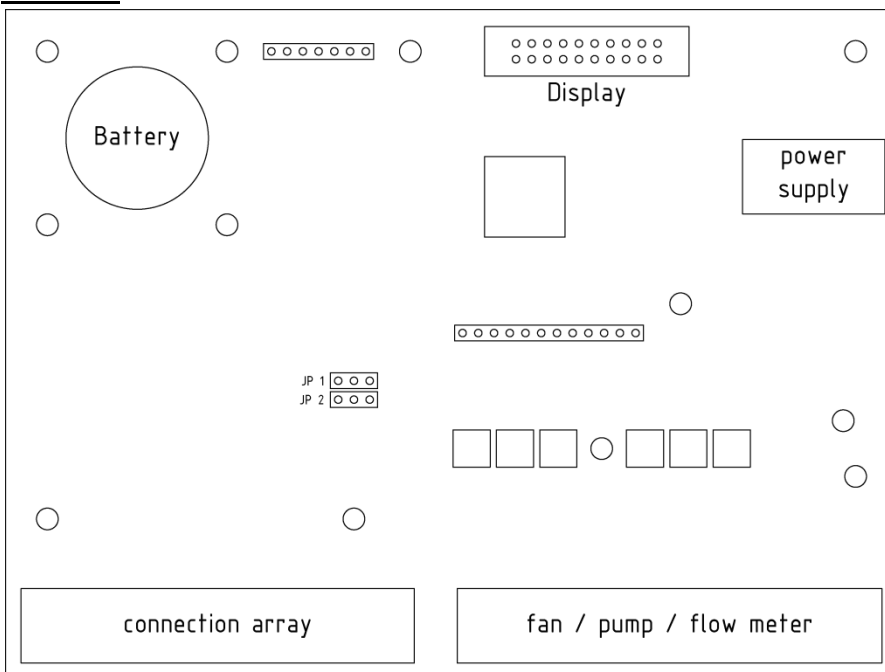 Display
Battery
power
supply
JP 1
JP 2
connection array
fan / pump / flow meter